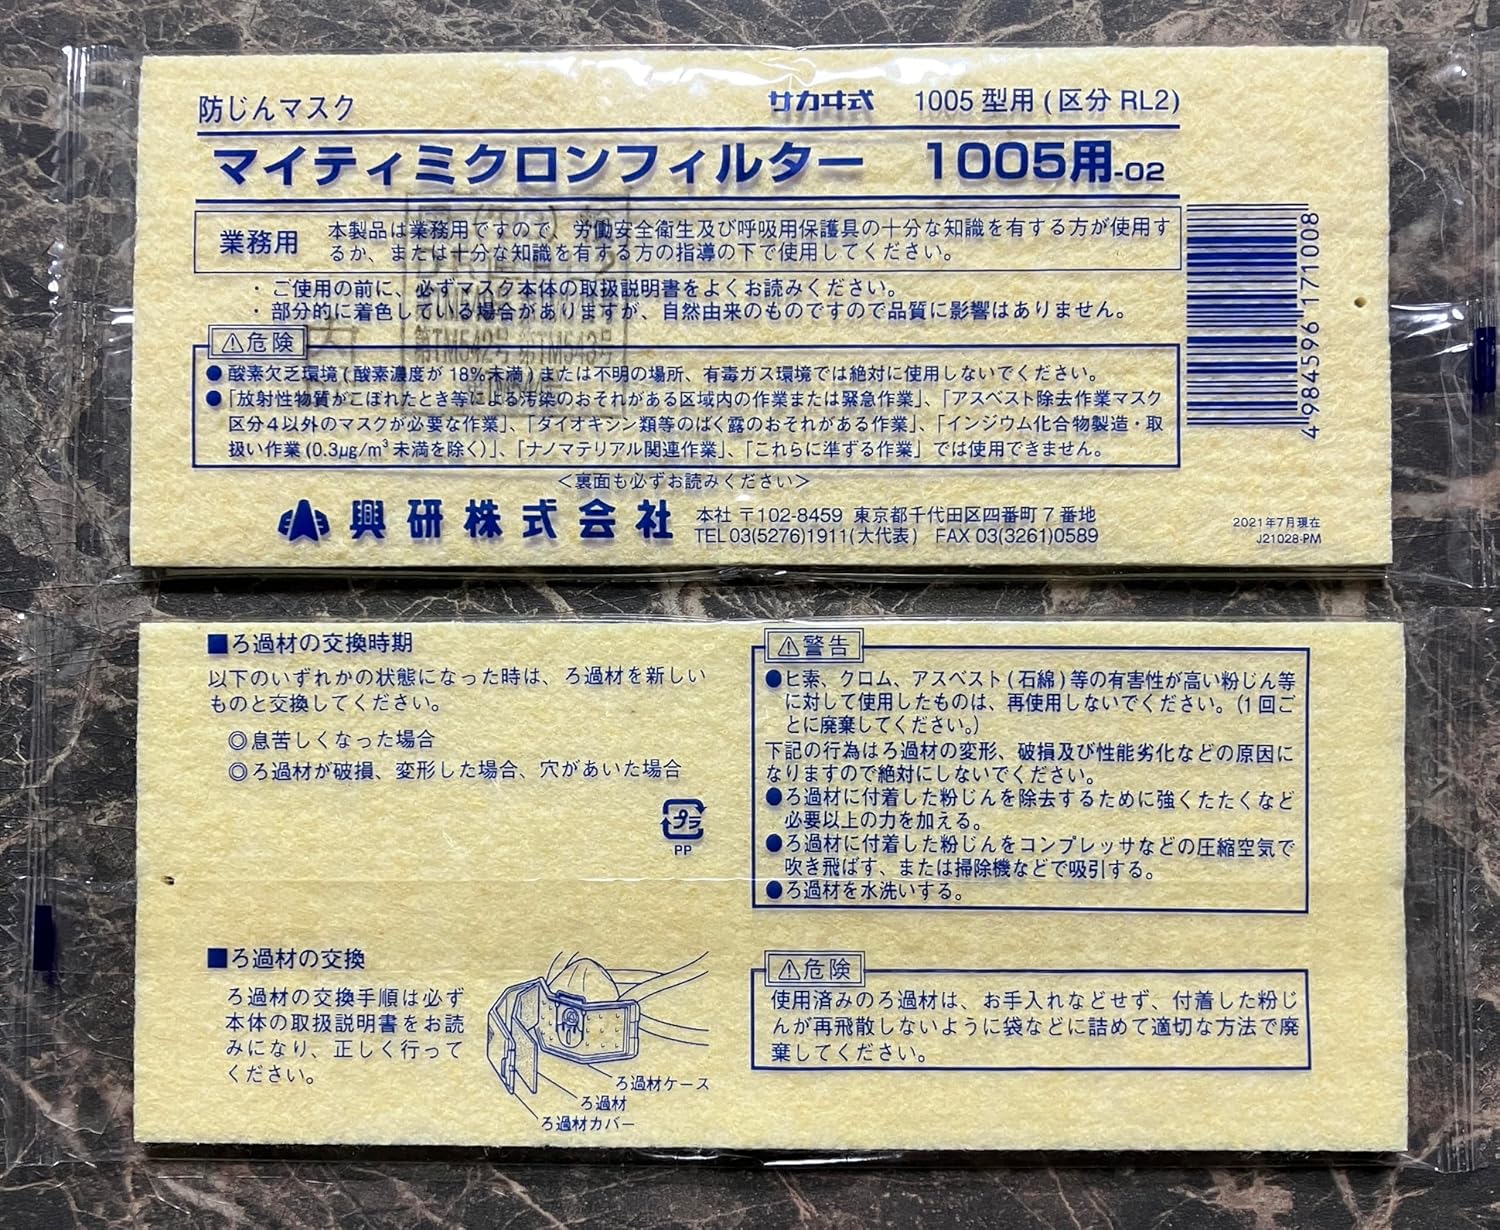 防じんマスク
サカヰ式 1005型用(区分RL2)
マイティミクロンフィルター 1005用-02
業務用
本製品は業務用ですので、労働安全衛生及び呼吸用保護具の十分な知識を有する方が使用す
るか、または十分な知識を有する方の指導の下で使用してください。
・ご使用の前に、必ずマスク本体の取扱説明書をよくお読みください。
・部分的に着色している場合がありますが、自然由来のものですので品質に影響はありません。
⚠危険
●酸素欠乏環境(酸素濃度が18%未満)または不明の場所、有毒ガス環境では絶対に使用しないでください。
●「放射性物質がこぼれたとき等による汚染のおそれがある区域内の作業または緊急作業」、「アスベスト除去作業マスク
区分4以外のマスクが必要な作業」、「ダイオキシン類等のばく露のおそれがある作業」、「インジウム化合物製造・取
扱い作業(0.3μg/m³未満を除く)」、「ナノマテリアル関連作業」、「これらに準ずる作業」では使用できません。
第TM542号 第TM543号
<裏面も必ずお読みください>
興研株式会社
本社 〒102-8459 東京都千代田区四番町7番地
TEL 03(5276)1911(大代表) FAX 03(3261)0589
2021年7月現在
J21028-PM
4984596171008
■ろ過材の交換時期
以下のいずれかの状態になった時は、ろ過材を新しい
ものと交換してください。
◎息苦しくなった場合
◎ろ過材が破損、変形した場合、穴があいた場合
プラ
PP
■ろ過材の交換
ろ過材の交換手順は必ず
本体の取扱説明書をお読
みになり、正しく行って
ください。
ろ過材ケース
ろ過材
ろ過材カバー
⚠警告
●ヒ素、クロム、アスベスト(石綿)等の有害性が高い粉じん等
に対して使用したものは、再使用しないでください。(1回ご
とに廃棄してください。)
下記の行為はろ過材の変形、破損及び性能劣化などの原因に
なりますので絶対にしないでください。
●ろ過材に付着した粉じんを除去するために強くたたくなど
必要以上の力を加える。
●ろ過材に付着した粉じんをコンプレッサなどの圧縮空気で
吹き飛ばす、または掃除機などで吸引する。
●ろ過材を水洗いする。
⚠危険
使用済みのろ過材は、お手入れなどせず、付着した粉じ
んが再飛散しないように袋などに詰めて適切な方法で廃
棄してください。